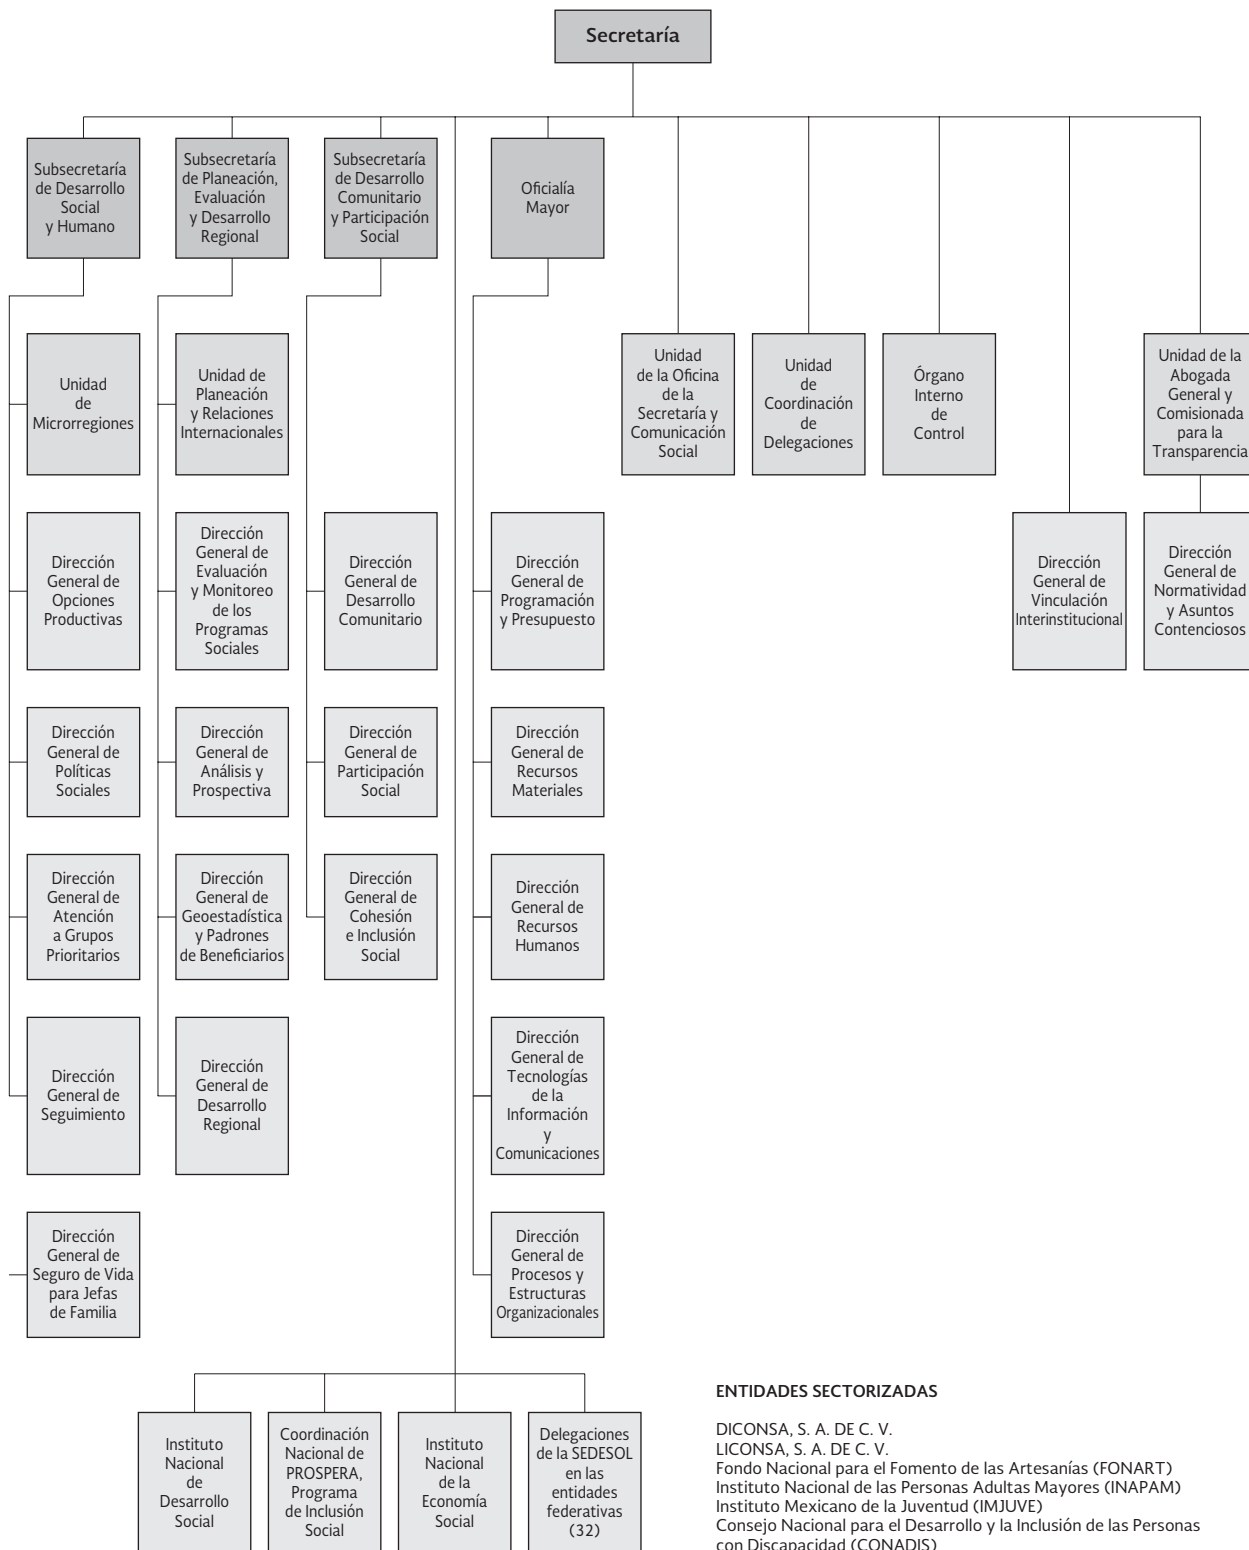 Secretaría
Subsecretaría
de Desarrollo
Social
y Humano
Subsecretaría
de Planeación,
Evaluación
y Desarrollo
Regional
Subsecretaría
de Desarrollo
Comunitario
y Participación
Social
Oficialía
Mayor
Unidad
de
Microrregiones
Unidad de
Planeación
y Relaciones
Internacionales
Unidad
de la Oficina
de la
Secretaría y
Comunicación
Social
Unidad
de
Coordinación
de
Delegaciones
Órgano
Interno
de
Control
Unidad de la
Abogada
General y
Comisionada
para la
Transparencia
Dirección
General de
Opciones
Productivas
Dirección
General de
Evaluación
y Monitoreo
de los
Programas
Sociales
Dirección
General de
Desarrollo
Comunitario
Dirección
General de
Programación
y Presupuesto
Dirección
General de
Vinculación
Interinstitucional
Dirección
General de
Normatividad
y Asuntos
Contenciosos
Dirección
General de
Políticas
Sociales
Dirección
General de
Análisis y
Prospectiva
Dirección
General de
Participación
Social
Dirección
General de
Recursos
Materiales
Dirección
General de
Atención
a Grupos
Prioritarios
Dirección
General de
Geoestadística
y Padrones
de Beneficiarios
Dirección
General de
Cohesión
e Inclusión
Social
Dirección
General de
Recursos
Humanos
Dirección
General de
Seguimiento
Dirección
General de
Desarrollo
Regional
Dirección
General de
Tecnologías
de la
Información
y
Comunicaciones
Dirección
General de
Seguro de Vida
para Jefas
de Familia
Dirección
General de
Procesos y
Estructuras
Organizacionales
Instituto
Nacional
de
Desarrollo
Social
Coordinación
Nacional de
PROSPERA,
Programa
de Inclusión
Social
Instituto
Nacional
de la
Economía
Social
Delegaciones
de la SEDESOL
en las
entidades
federativas
(32)
ENTIDADES SECTORIZADAS
DICONSA, S. A. DE C. V.
LICONSA, S. A. DE C. V.
Fondo Nacional para el Fomento de las Artesanías (FONART)
Instituto Nacional de las Personas Adultas Mayores (INAPAM)
Instituto Mexicano de la Juventud (IMJUVE)
Consejo Nacional para el Desarrollo y la Inclusión de las Personas
con Discapacidad (CONADIS)